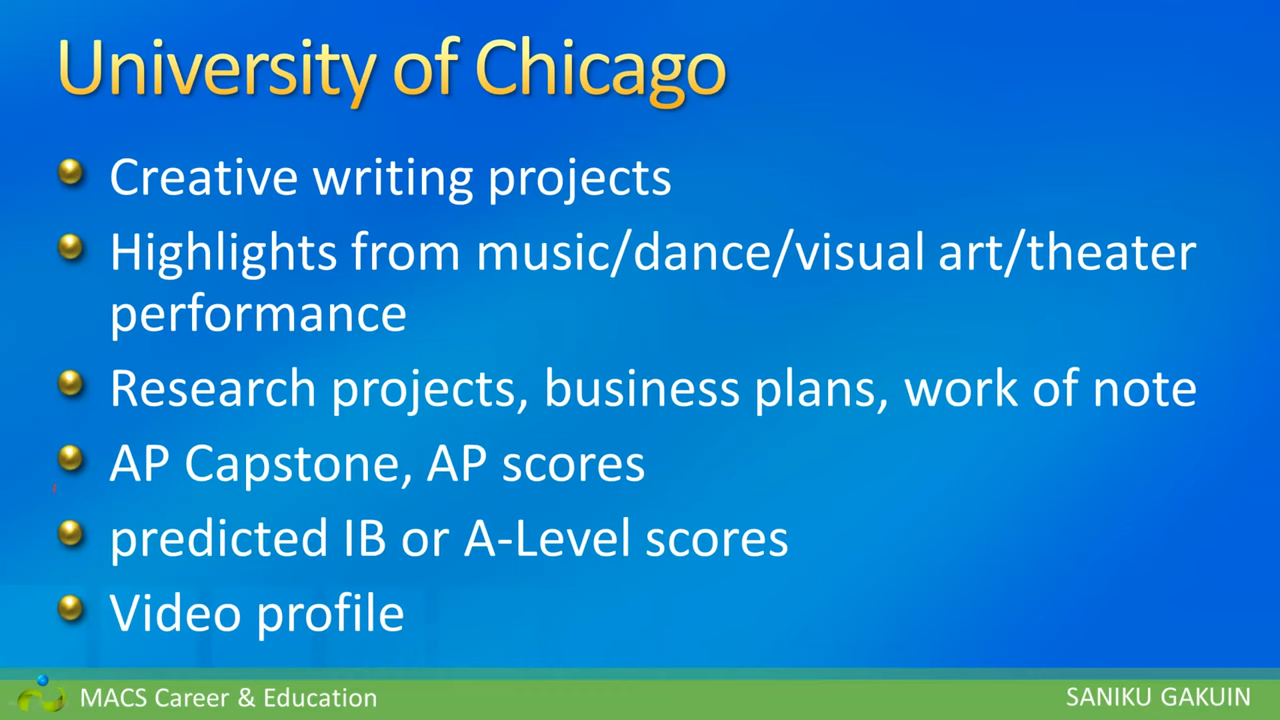 University of Chicago
Creative writing projects
Highlights from music/dance/visual art/theater
performance
Research projects, business plans, work of note
AP Capstone, AP scores
predicted IB or A-Level scores
Video profile
MACS Career & Education
SANIKU GAKUIN